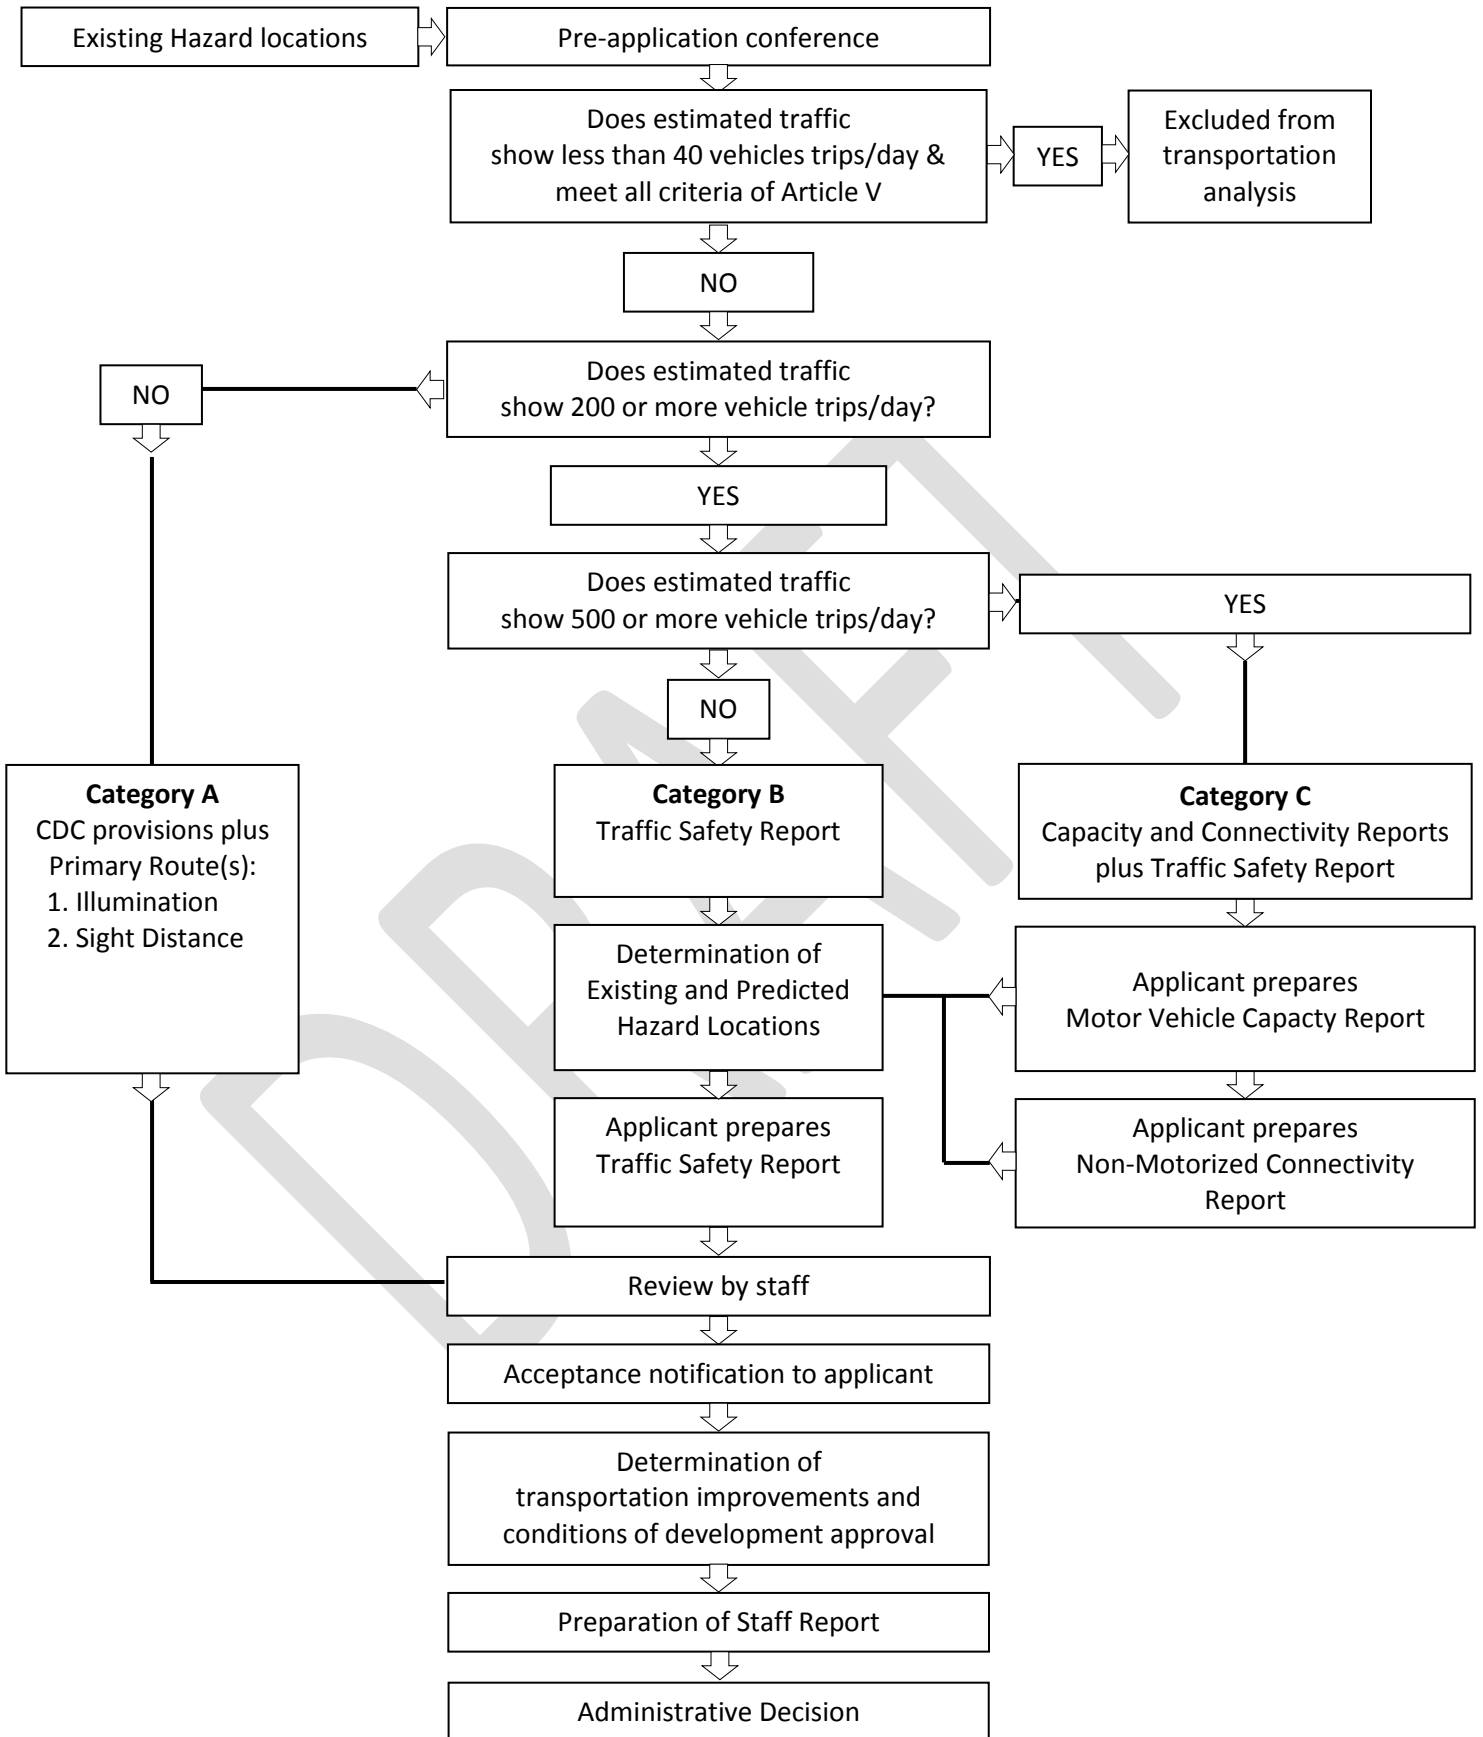 Existing Hazard locations
Pre-application conference
Does estimated traffic
show less than 40 vehicles trips/day &
meet all criteria of Article V
YES
Excluded from
transportation
analysis
NO
Does estimated traffic
show 200 or more vehicle trips/day?
NO
YES
Does estimated traffic
show 500 or more vehicle trips/day?
YES
NO
Category A
CDC provisions plus
Primary Route(s):
1. Illumination
2. Sight Distance
Category B
Traffic Safety Report
Category C
Capacity and Connectivity Reports
plus Traffic Safety Report
Determination of
Existing and Predicted
Hazard Locations
Applicant prepares
Motor Vehicle Capacty Report
Applicant prepares
Traffic Safety Report
Applicant prepares
Non-Motorized Connectivity
Report
Review by staff
Acceptance notification to applicant
Determination of
transportation improvements and
conditions of development approval
Preparation of Staff Report
Administrative Decision
DRAFT